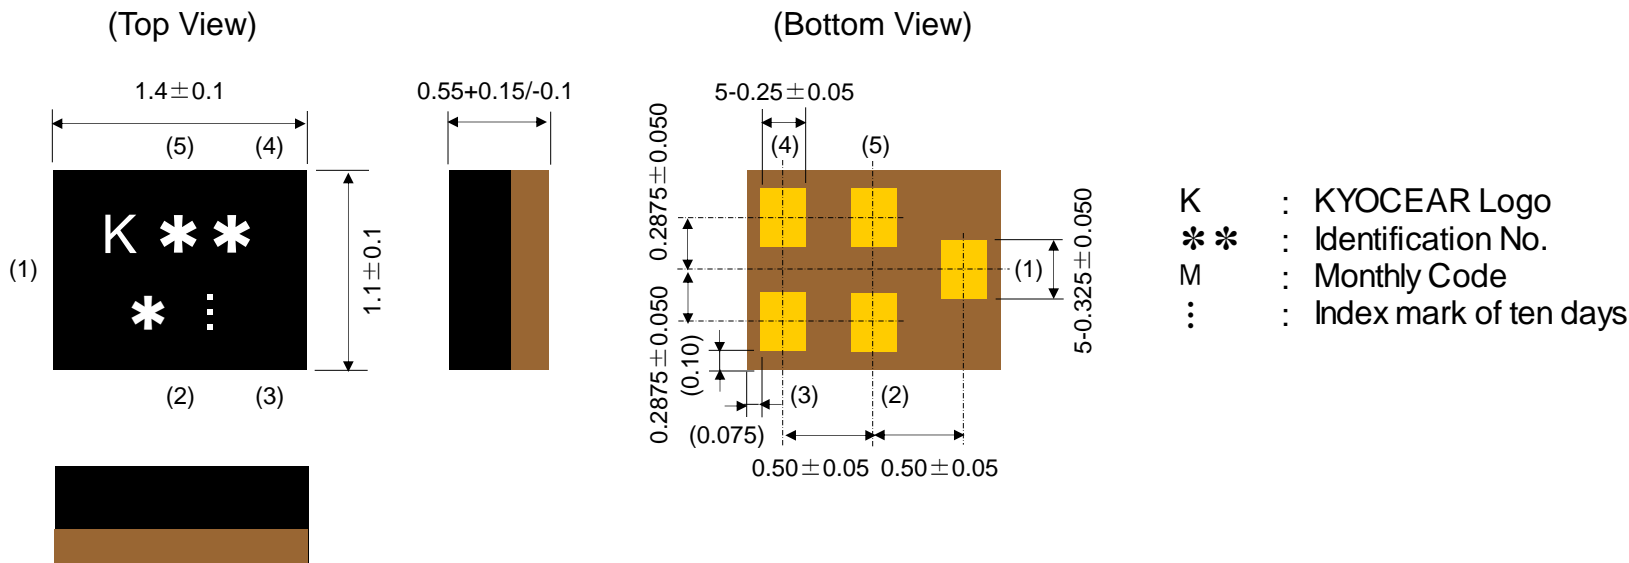 (Top View)
(Bottom View)
1.4±0.1
0.55+0.15/-0.1
5-0.25±0.05
(5) (4)
(4) (5)
K ✱ ✱
✱ ⋮
(1)
1.1±0.1
(2) (3)
0.2875±0.050
0.2875±0.050
(0.10)
(0.075)
(3) (2)
(1)
5-0.325±0.050
0.50±0.05 0.50±0.05
K : KYOCEAR Logo
✱✱ : Identification No.
M : Monthly Code
⋮ : Index mark of ten days